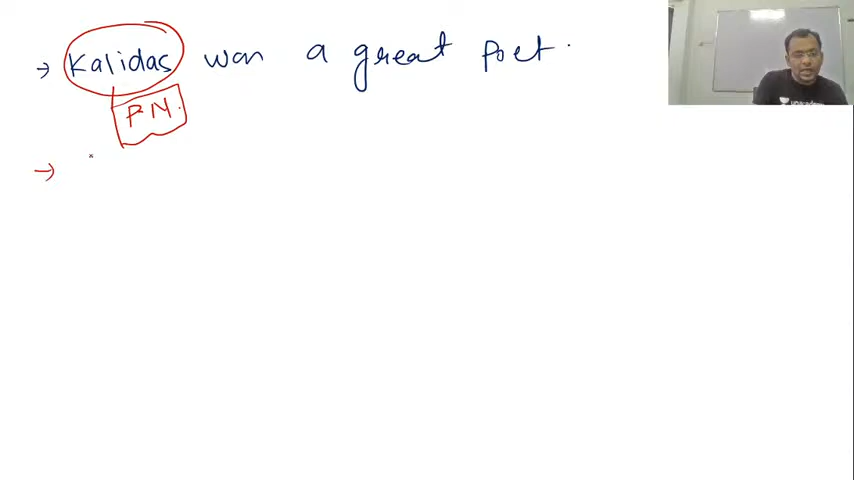 → Kalidas was a great poet.
P.N.
→